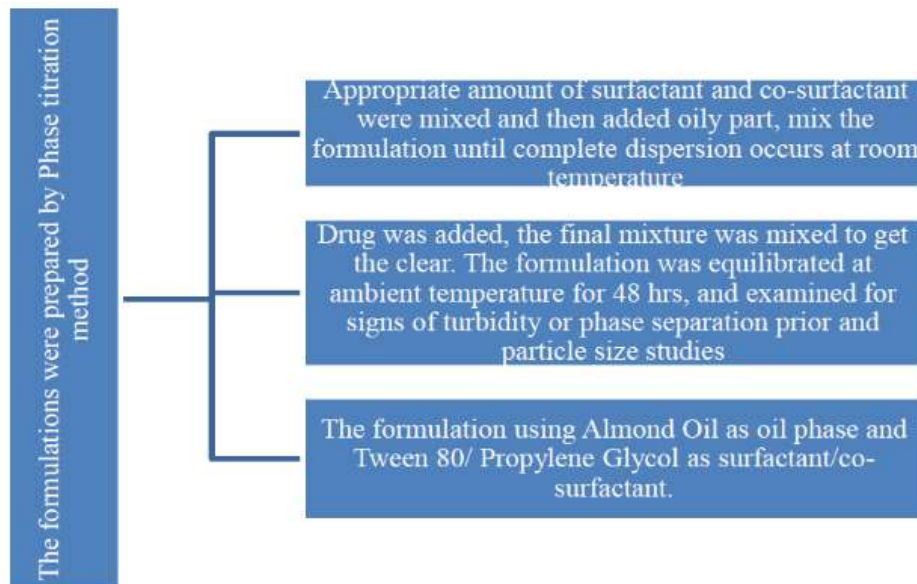 The formulations were prepared by Phase titration
method
Appropriate amount of surfactant and co-surfactant
were mixed and then added oily part, mix the
formulation until complete dispersion occurs at room
temperature
Drug was added, the final mixture was mixed to get
the clear. The formulation was equilibrated at
ambient temperature for 48 hrs, and examined for
signs of turbidity or phase separation prior and
particle size studies
The formulation using Almond Oil as oil phase and
Tween 80/ Propylene Glycol as surfactant/co-
surfactant.